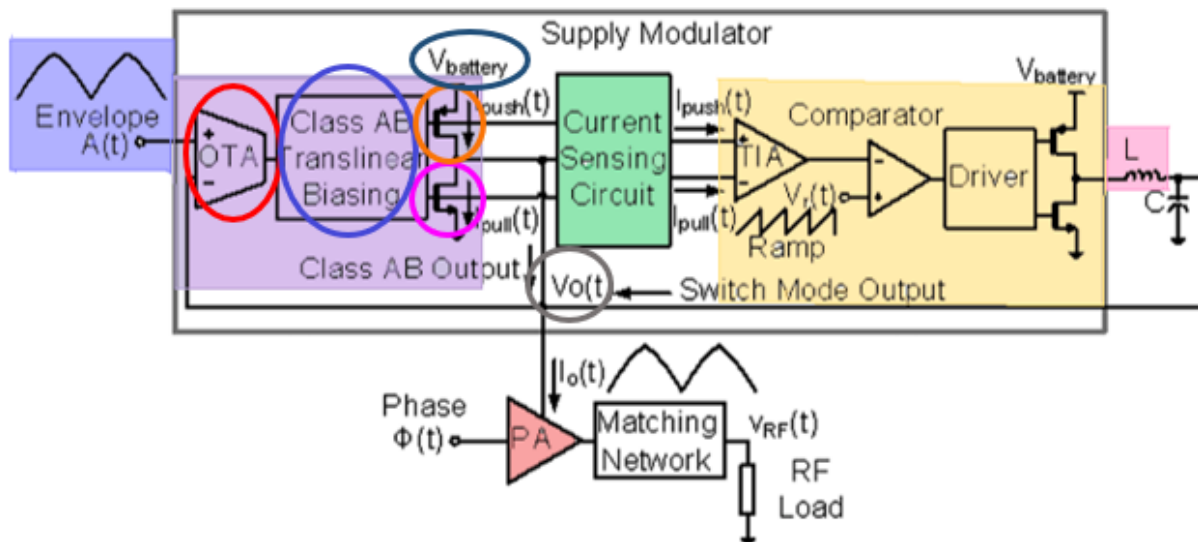 Supply Modulator
Envelope
A(t)
+
-
OTA
Class AB
Translinear
Biasing
Vbattery
Ipush(t)
Ipull(t)
Class AB Output
Current
Sensing
Circuit
Ipush(t)
Ipull(t)
+
-
TIA
Comparator
-
+
Vr(t)
Ramp
Driver
Vbattery
L
C
Vo(t
Switch Mode Output
Io(t)
Phase
Φ(t)
PA
Matching
Network
vRF(t)
RF
Load